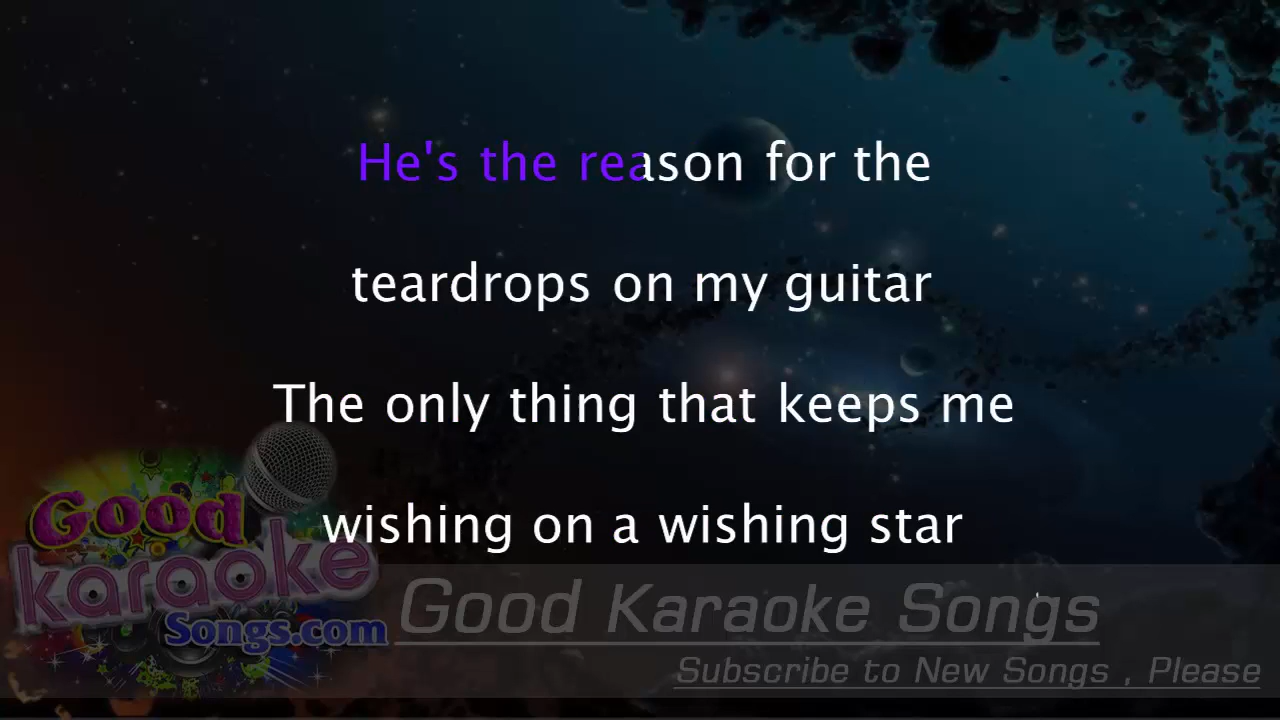 He's the reason for the
teardrops on my guitar
The only thing that keeps me
wishing on a wishing star
Good
karaoke
Songs.com
Good Karaoke Songs
Subscribe to New Songs , Please